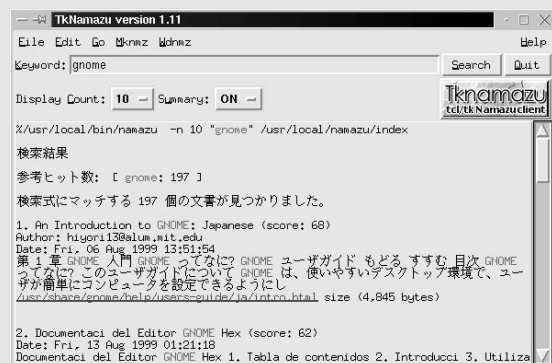 TkNamazu version 1.11
File Edit Go Mknmz Wdnmz Help
Keyword: gnome Search Quit
Display Count: 10 Summary: ON
Tknamazu
tcl/tk Namazu client
%/usr/local/bin/namazu -n 10 "gnome" /usr/local/namazu/index
検索結果
参考ヒット数: [ gnome: 197 ]
検索式にマッチする 197 個の文書が見つかりました。
1. An Introduction to GNOME: Japanese (score: 68)
Author: hiyori13@alum.mit.edu
Date: Fri, 06 Aug 1999 13:51:54
第 1 章 GNOME 入門 GNOME ってなに? GNOME ユーザガイド もどる すすむ 目次 GNOME
ってなに? このユーザガイドについて GNOME は、使いやすいデスクトップ環境で、ユー
ザが簡単にコンピュータを設定できるようにし
/usr/share/gnome/help/users-guide/ja/intro.html size (4,845 bytes)
2. Documentaci del Editor GNOME Hex (score: 62)
Date: Fri, 13 Aug 1999 01:21:18
Documentaci del Editor GNOME Hex 1. Tabla de contenidos 2. Introducci 3. Utiliza